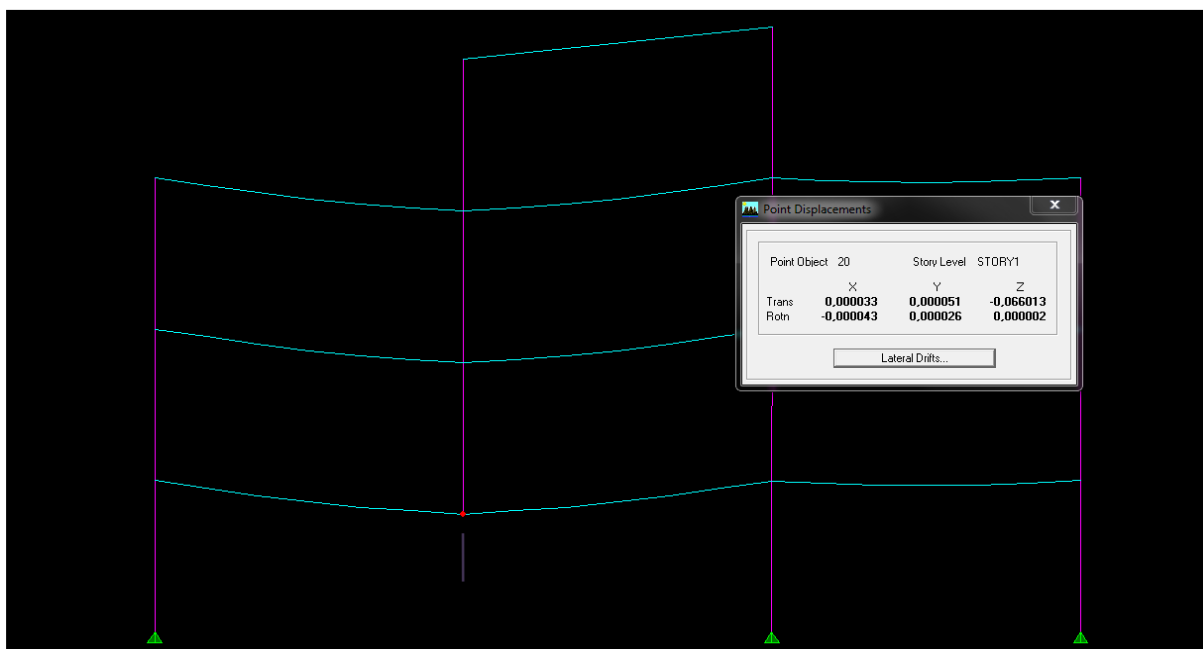 Point Displacements
Point Object 20 Story Level STORY1
X Y Z
Trans 0,000033 0,000051 -0,066013
Rotn -0,000043 0,000026 0,000002
Lateral Drifts...